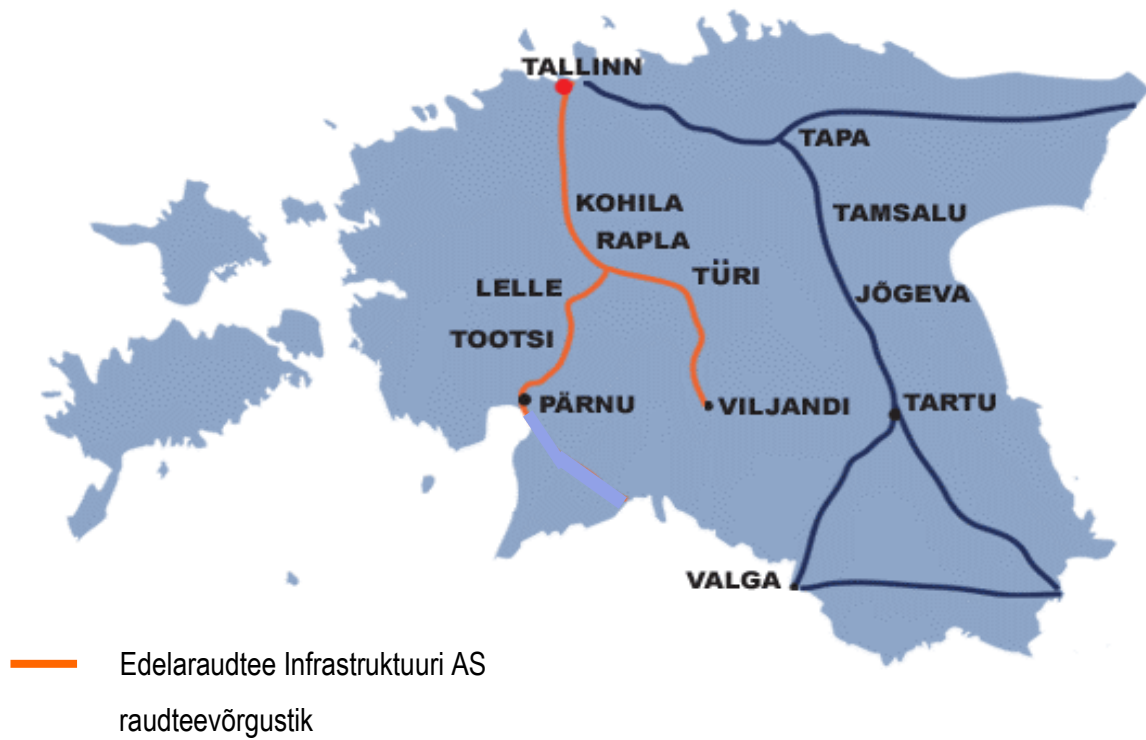 TALLINN
TAPA
KOHILA
TAMSALU
RAPLA
TÜRI
LELLE
JÕGEVA
TOOTSI
PÄRNU
VILJANDI
TARTU
VALGA
Edelaraudtee Infrastruktuuri AS
raudteevõrgustik